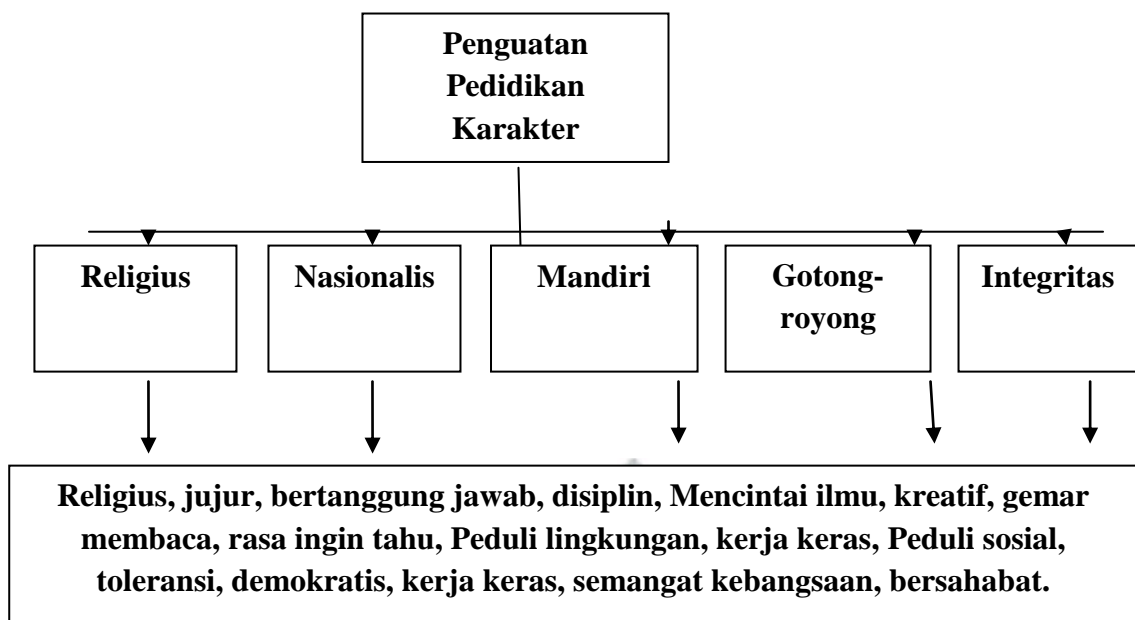 Penguatan
Pedidikan
Karakter
Religius
Nasionalis
Mandiri
Gotong-
royong
Integritas
Religius, jujur, bertanggung jawab, disiplin, Mencintai ilmu, kreatif, gemar
membaca, rasa ingin tahu, Peduli lingkungan, kerja keras, Peduli sosial,
toleransi, demokratis, kerja keras, semangat kebangsaan, bersahabat.